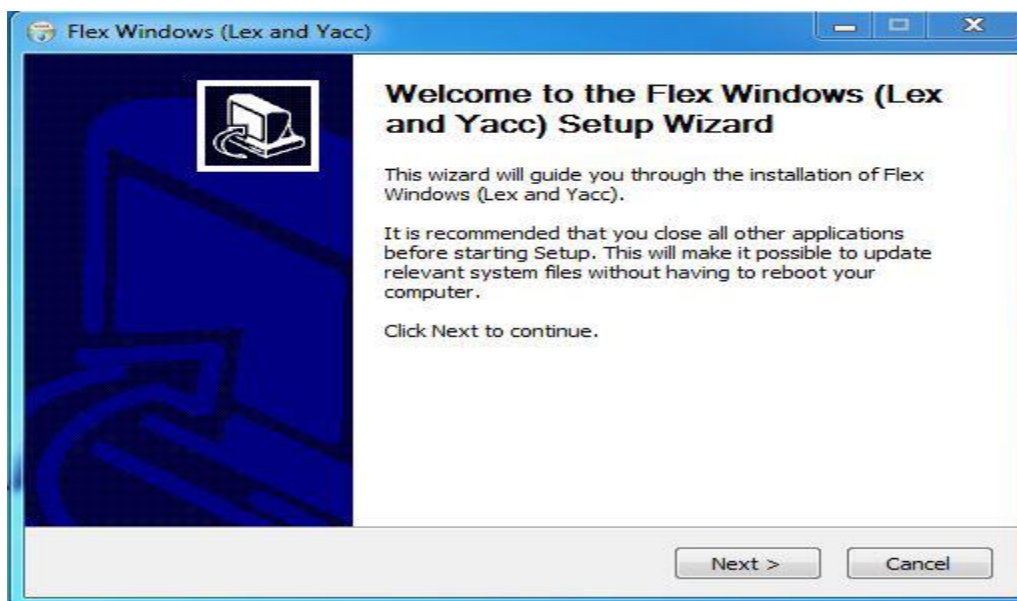 Flex Windows (Lex and Yacc)
Welcome to the Flex Windows (Lex
and Yacc) Setup Wizard
This wizard will guide you through the installation of Flex
Windows (Lex and Yacc).
It is recommended that you close all other applications
before starting Setup. This will make it possible to update
relevant system files without having to reboot your
computer.
Click Next to continue.
Next >
Cancel